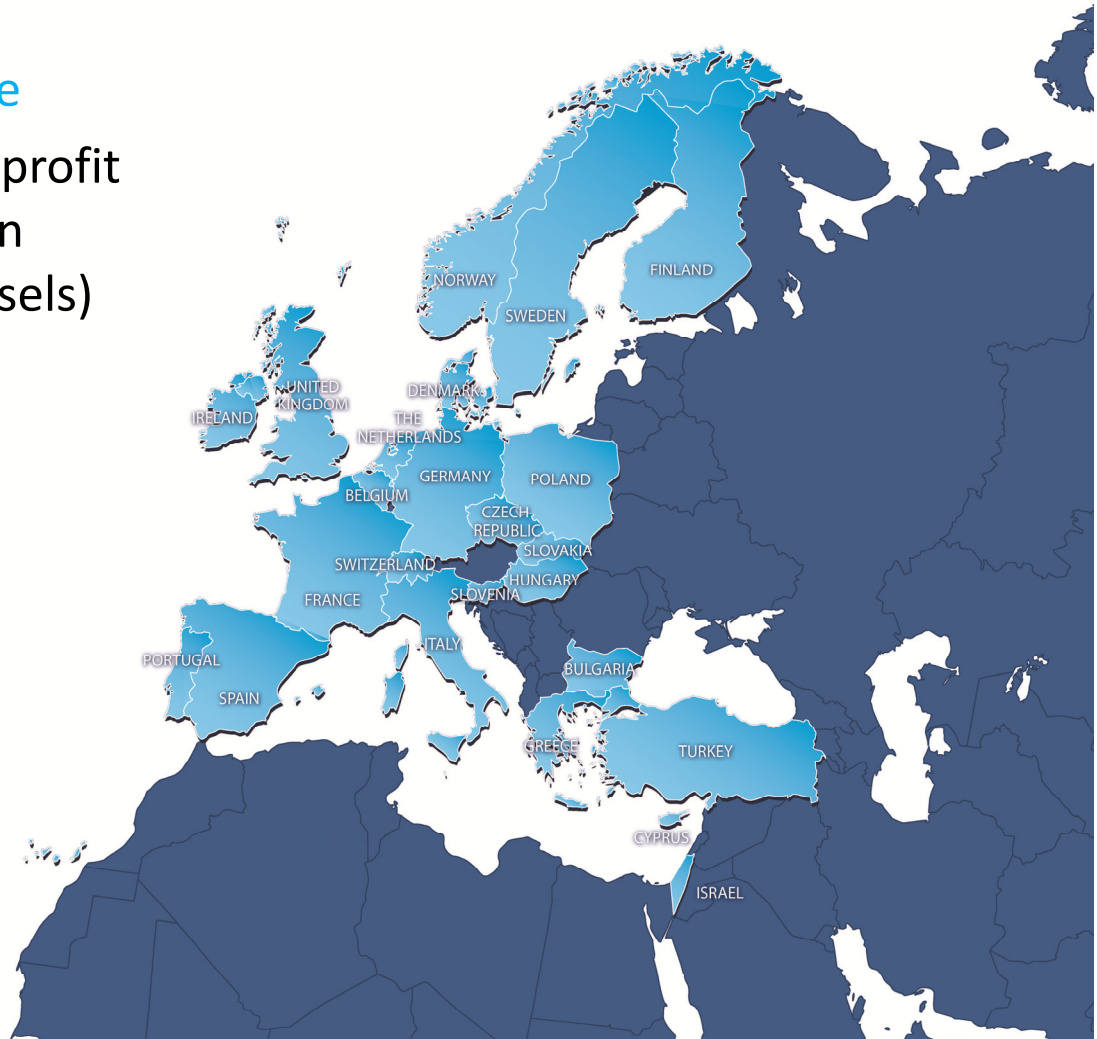 e
profit
n
sels)
NORWAY
FINLAND
SWEDEN
UNITED
KINGDOM
IRELAND
DENMARK
THE
NETHERLANDS
GERMANY
POLAND
BELGIUM
CZECH
REPUBLIC
SLOVAKIA
SWITZERLAND
HUNGARY
SLOVENIA
FRANCE
ITALY
PORTUGAL
BULGARIA
SPAIN
GREECE
TURKEY
CYPRUS
ISRAEL